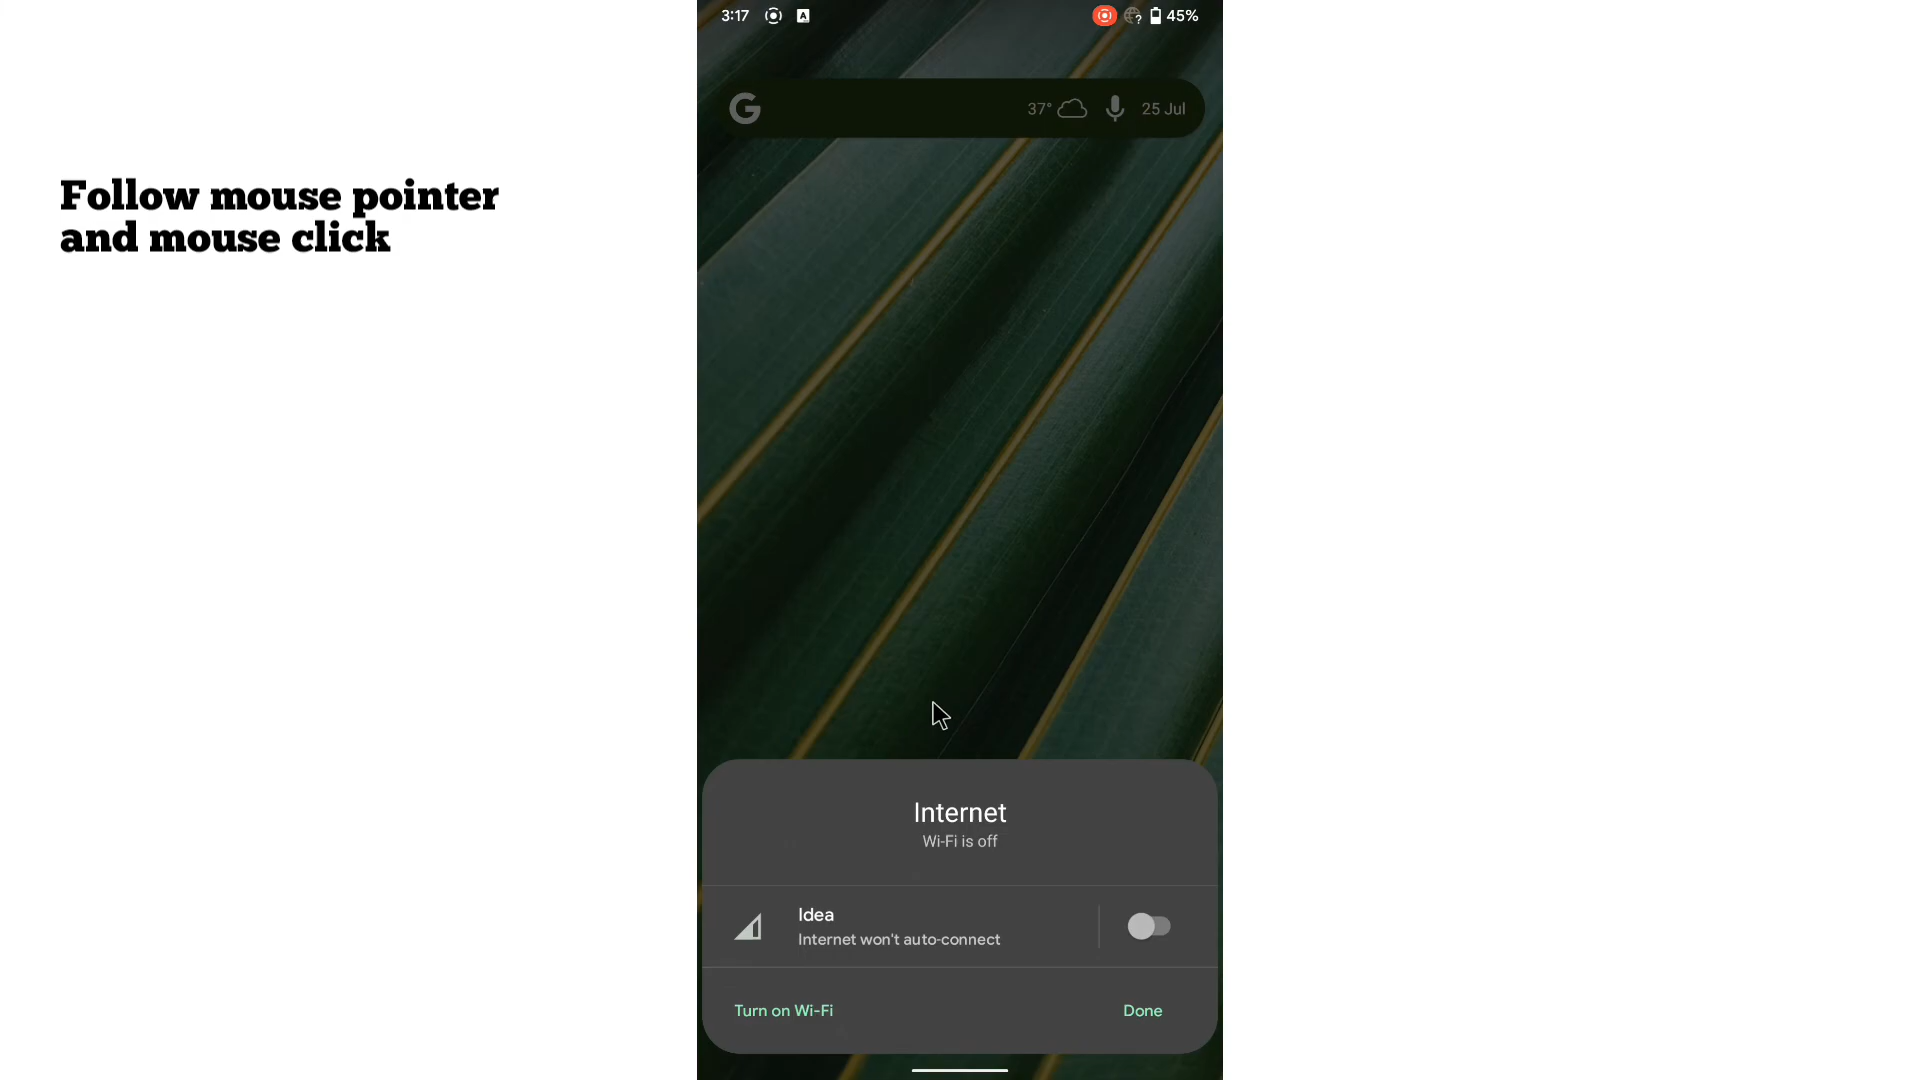 Follow mouse pointer
and mouse click
3:17
A
45%
G
37°
25 Jul
Internet
Wi-Fi is off
Idea
Internet won't auto-connect
Turn on Wi-Fi
Done